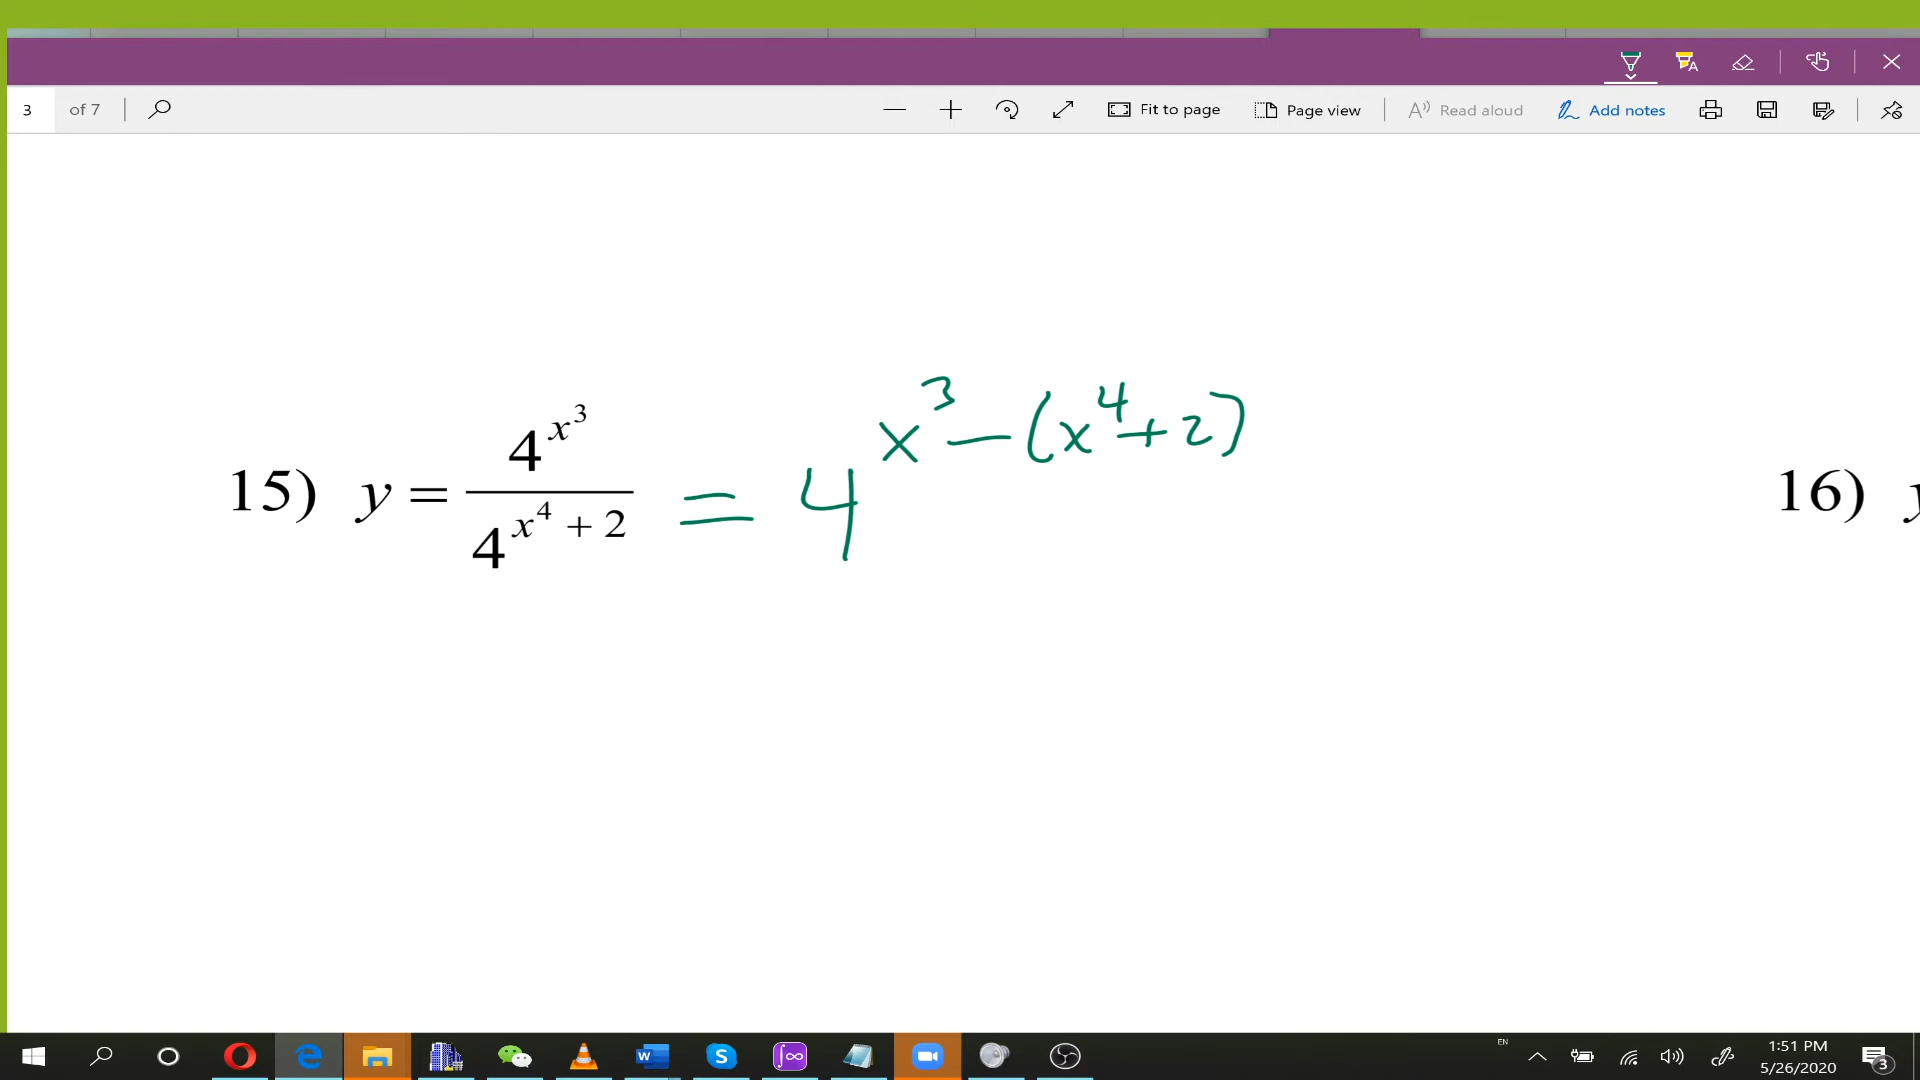 3 of 7 Fit to page Page view A Read aloud Add notes
15) y = 4^{x^3} / 4^{x^4 + 2} = 4^{x^3 - (x^4 + 2)}
16) y
EN 1:51 PM
5/26/2020 3